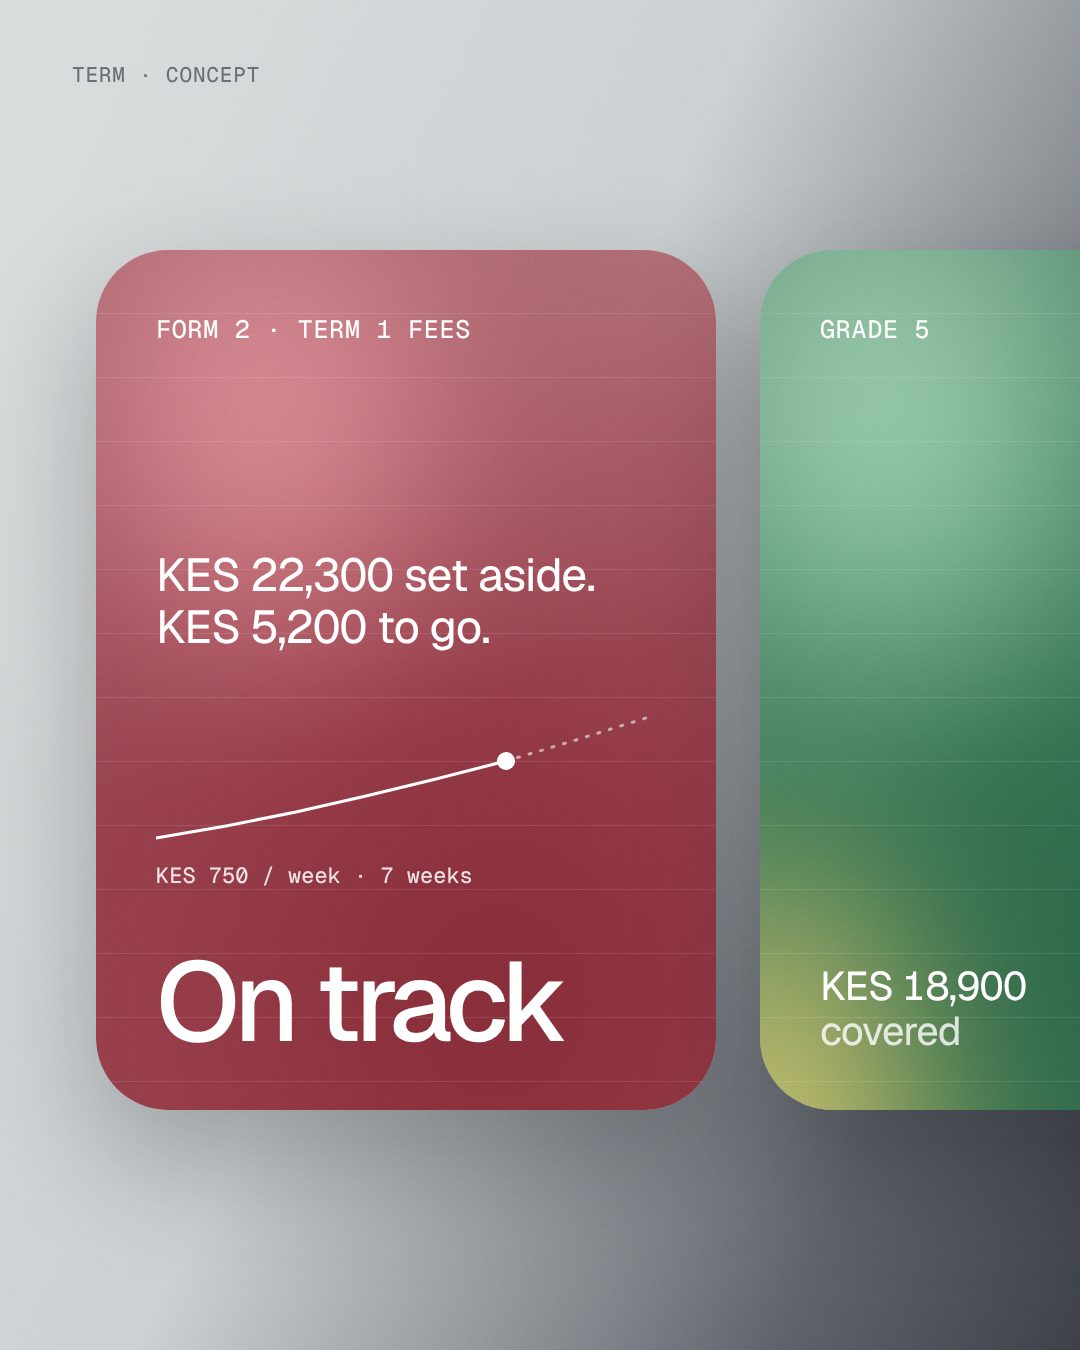 TERM · CONCEPT
FORM 2 · TERM 1 FEES
KES 22,300 set aside.
KES 5,200 to go.
KES 750 / week · 7 weeks
On track
GRADE 5
KES 18,900
covered